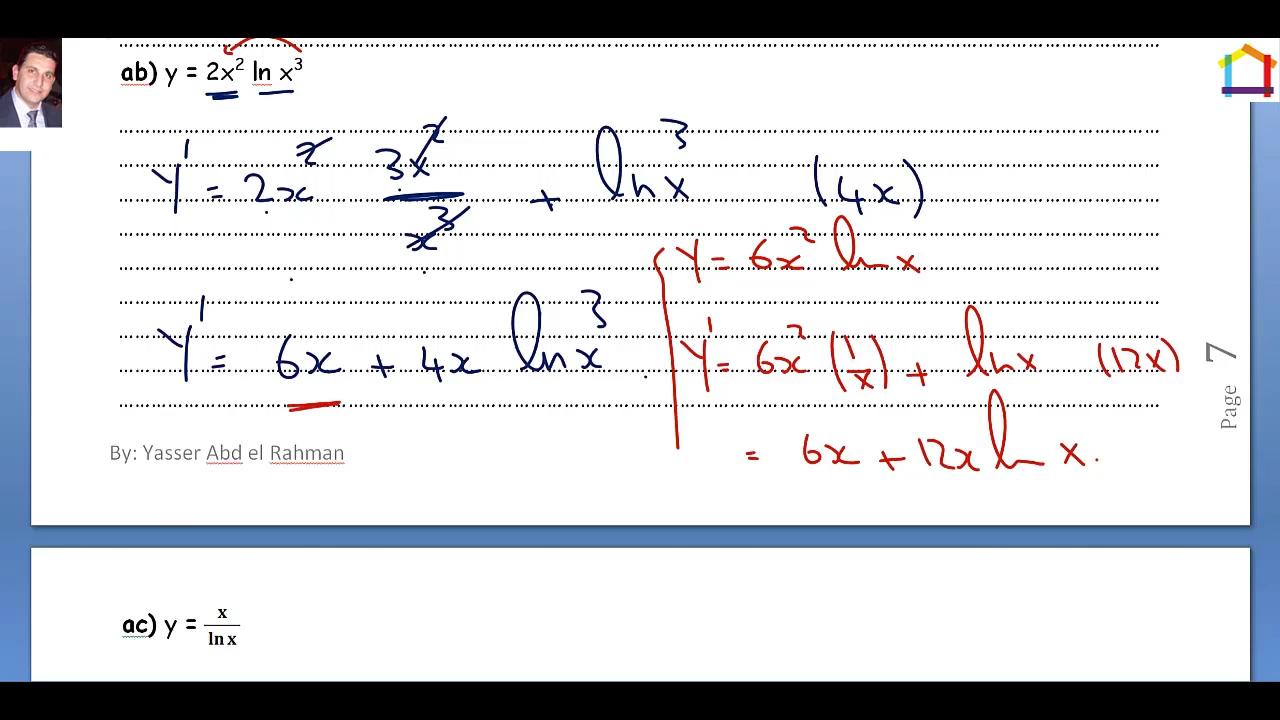 ab) y = 2x² ln x³
y' = 2x² 3x²/x³ + ln x³ (4x)
y = 6x² ln x
y' = 6x + 4x ln x³
y' = 6x² (1/x) + ln x (12x)
= 6x + 12x ln x.
Page 7
By: Yasser Abd el Rahman
ac) y = x/ln x